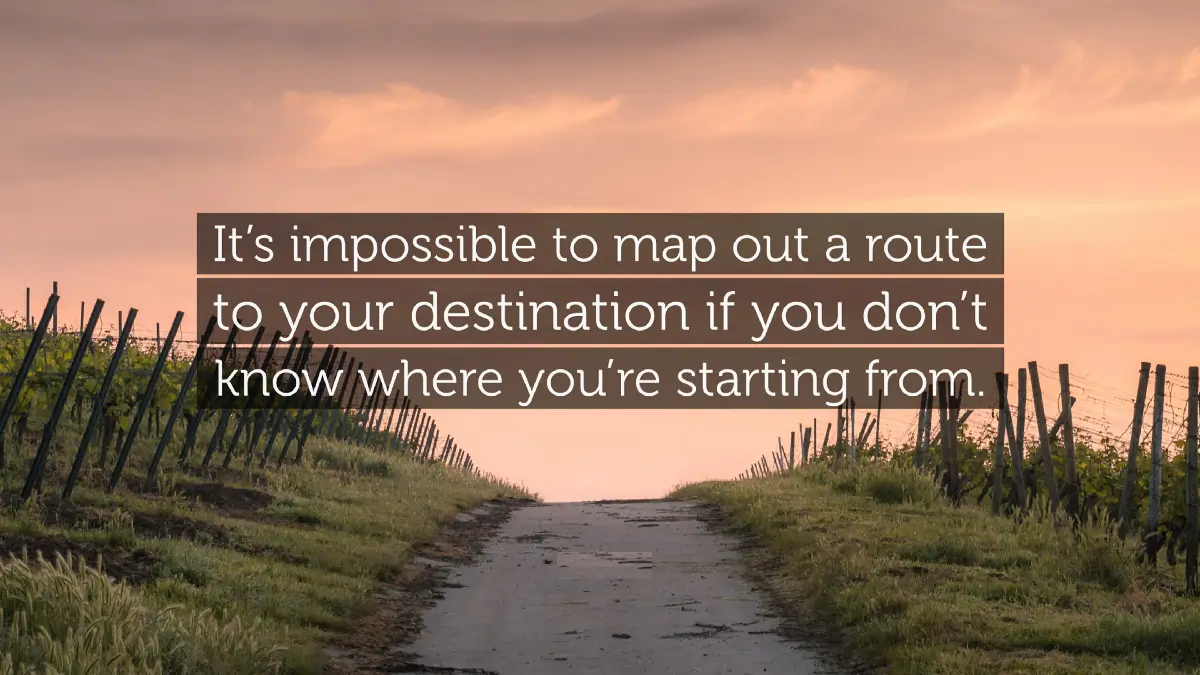 It’s impossible to map out a route
to your destination if you don’t
know where you’re starting from.